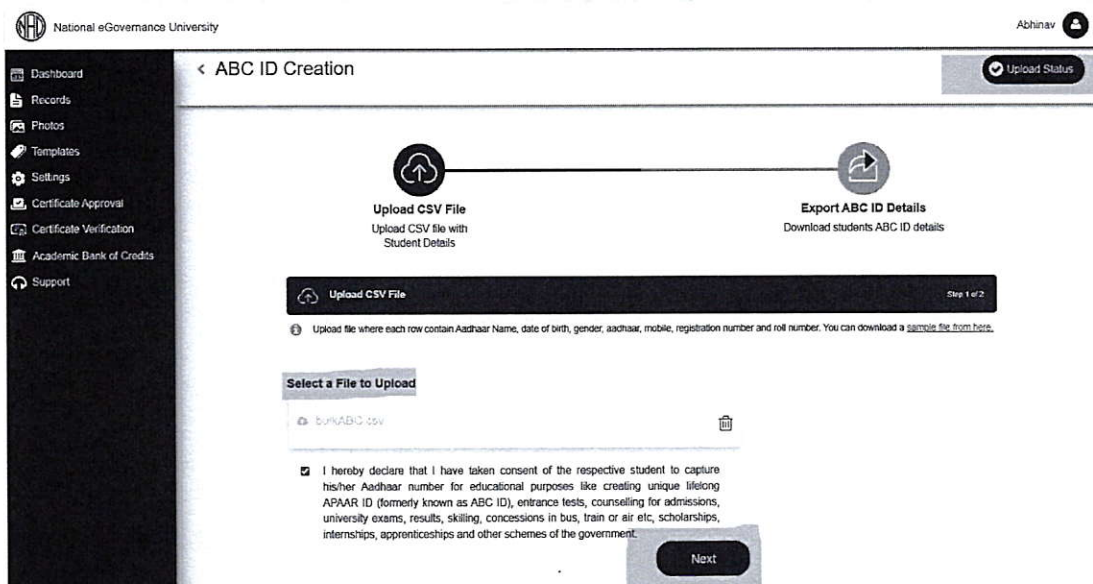 NAD
National eGovernance University
Abhinav
Dashboard
Records
Photos
Templates
Settings
Certificate Approval
Certificate Verification
Academic Bank of Credits
Support
< ABC ID Creation
Upload Status
Upload CSV File
Upload CSV file with
Student Details
Export ABC ID Details
Download students ABC ID details
Upload CSV File
Step 1 of 2
Upload file where each row contain Aadhaar Name, date of birth, gender, aadhaar, mobile, registration number and roll number. You can download a sample file from here.
Select a File to Upload
I hereby declare that I have taken consent of the respective student to capture
his/her Aadhaar number for educational purposes like creating unique lifelong
APAAR ID (formerly known as ABC ID), entrance tests, counselling for admissions,
university exams, results, skilling, concessions in bus, train or air etc, scholarships,
internships, apprenticeships and other schemes of the government.
Next